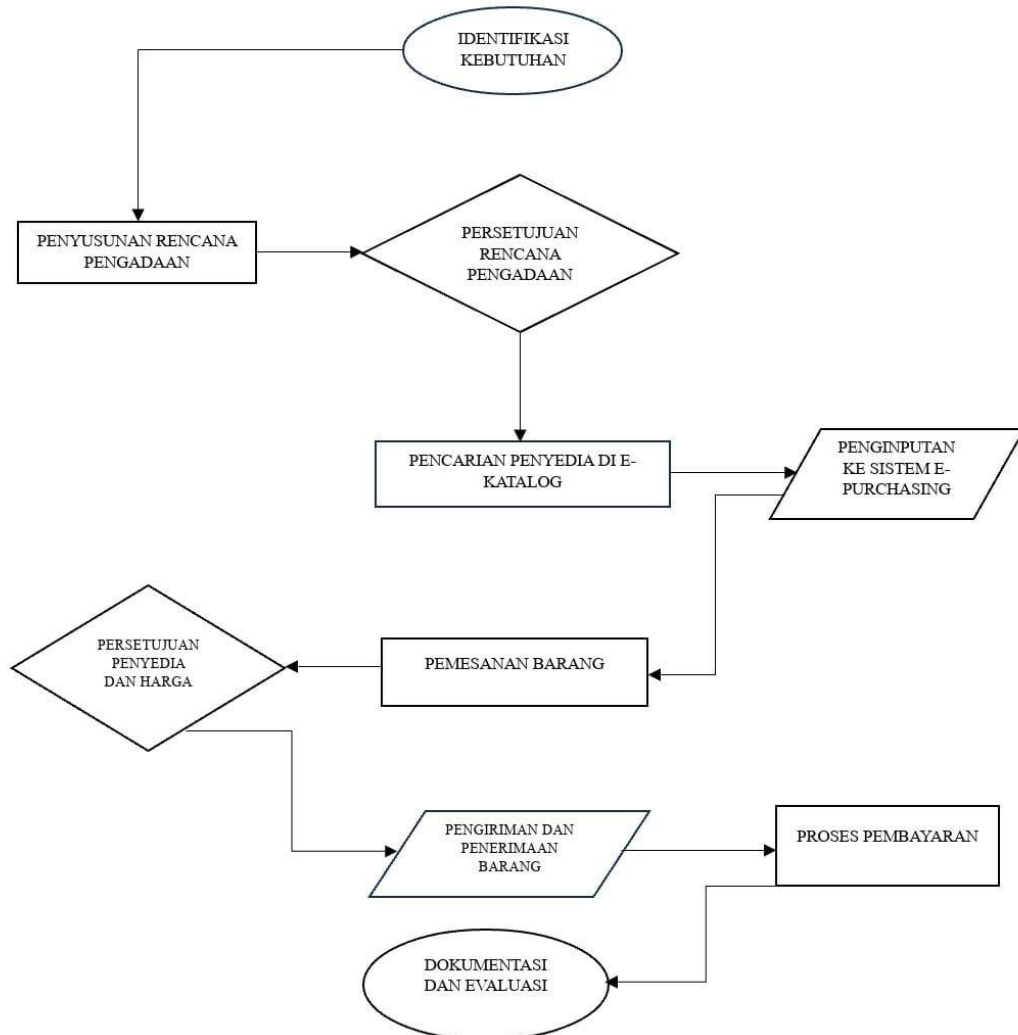 IDENTIFIKASI
KEBUTUHAN
PENYUSUNAN RENCANA
PENGADAAN
PERSETUJUAN
RENCANA
PENGADAAN
PENCARIAN PENYEDIA DI E-
KATALOG
PENGINPUTAN
KE SISTEM E-
PURCHASING
PEMESANAN BARANG
PERSETUJUAN
PENYEDIA
DAN HARGA
PENGIRIMAN DAN
PENERIMAAN
BARANG
PROSES PEMBAYARAN
DOKUMENTASI
DAN EVALUASI